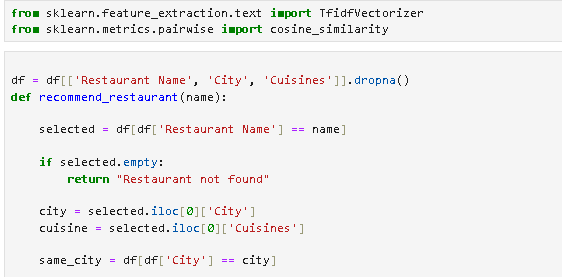 from sklearn.feature_extraction.text import TfidfVectorizer
from sklearn.metrics.pairwise import cosine_similarity
df = df[['Restaurant Name', 'City', 'Cuisines']].dropna()
def recommend_restaurant(name):
selected = df[df['Restaurant Name'] == name]
if selected.empty:
return "Restaurant not found"
city = selected.iloc[0]['City']
cuisine = selected.iloc[0]['Cuisines']
same_city = df[df['City'] == city]